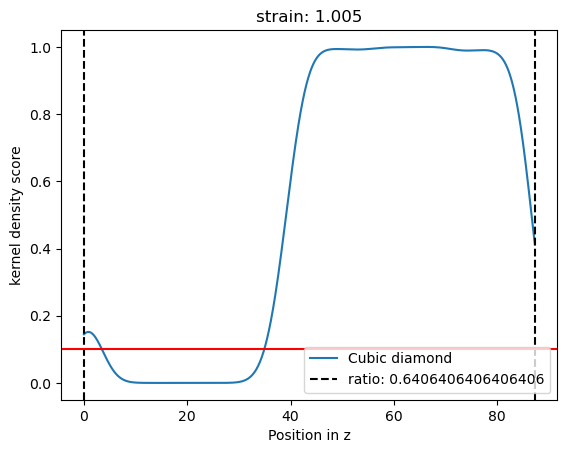 strain: 1.005
1.0
0.8
0.6
0.4
0.2
0.0
kernel density score
0
20
40
60
80
Position in z
Cubic diamond
ratio: 0.6406406406406406